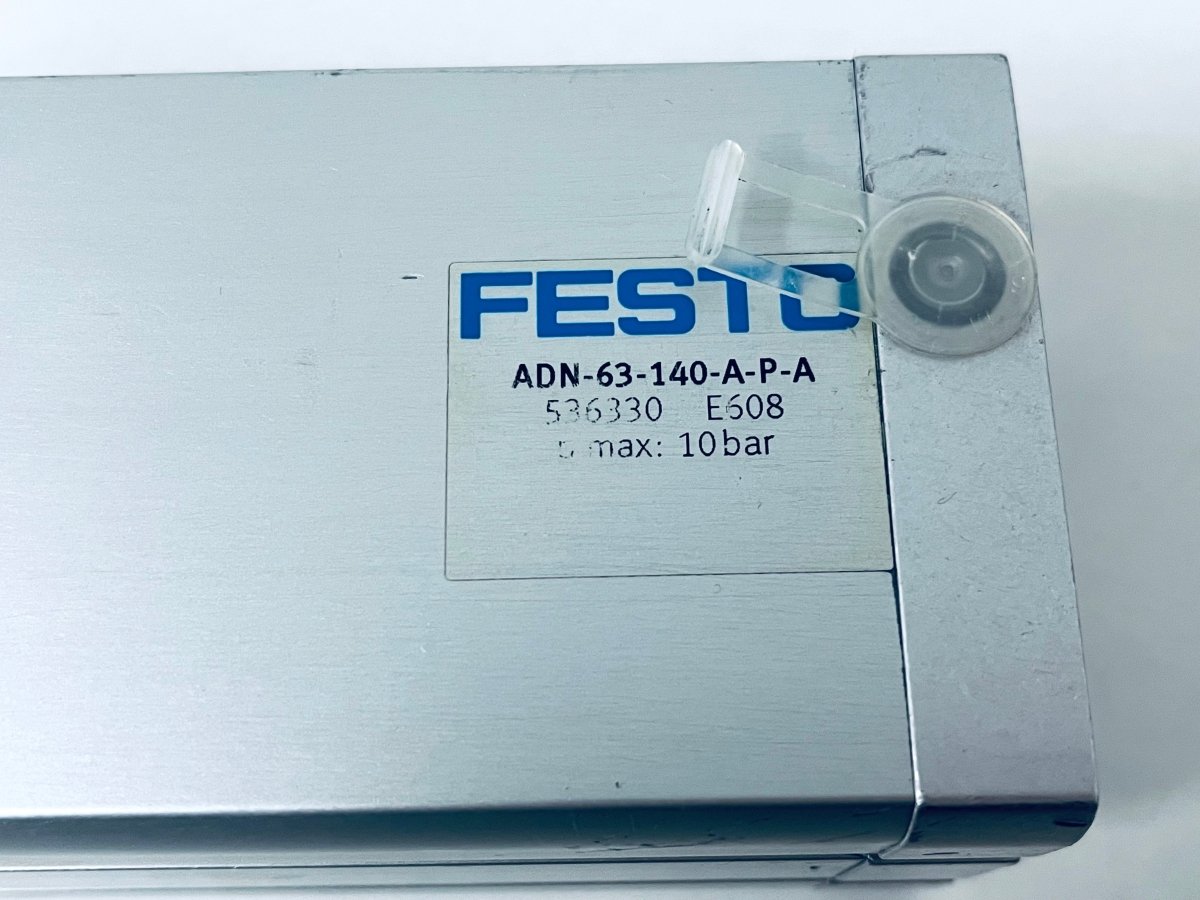 FESTO
ADN-63-140-A-P-A
536330 E608
max: 10bar